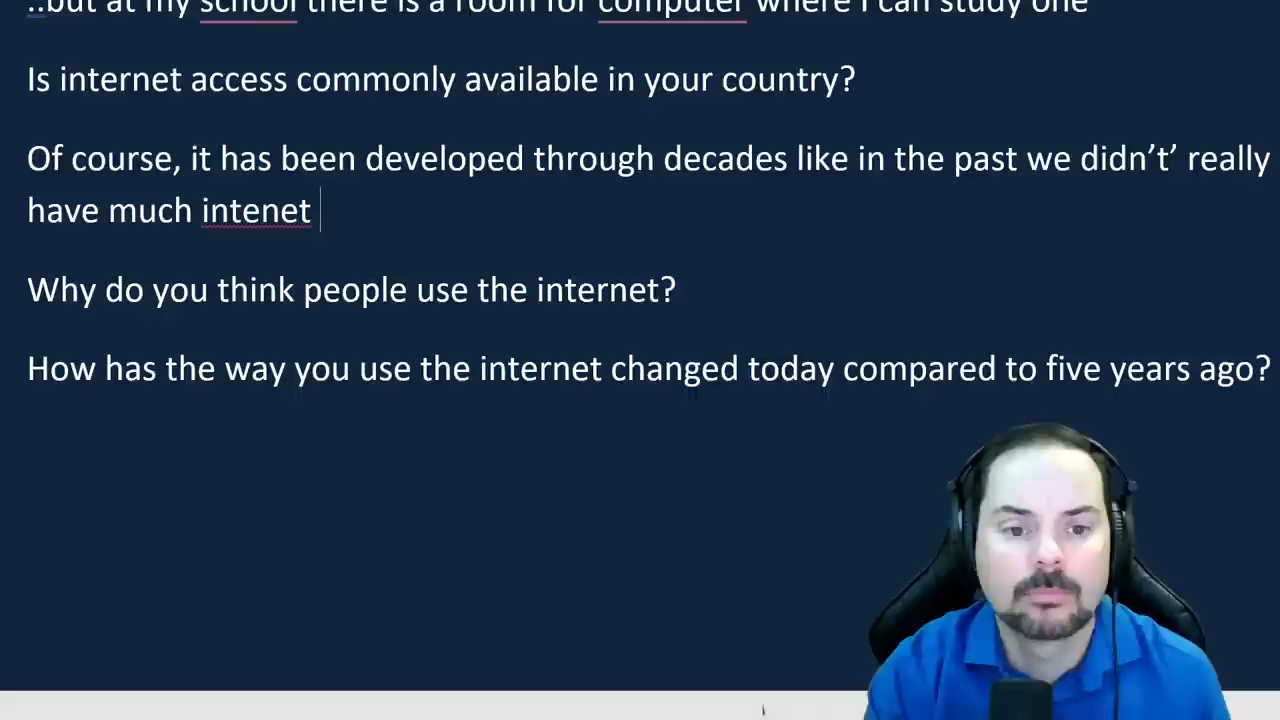 ..but at my school there is a room for computer where I can study one
Is internet access commonly available in your country?
Of course, it has been developed through decades like in the past we didn’t’ really
have much intenet
Why do you think people use the internet?
How has the way you use the internet changed today compared to five years ago?